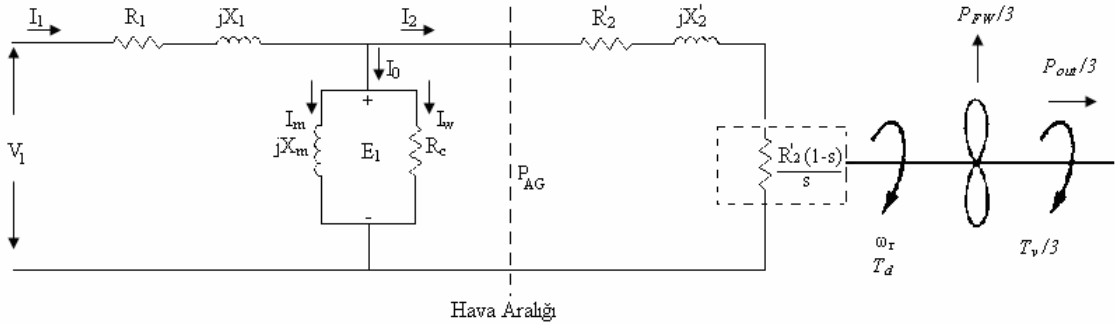 I1
R1
jX1
I2
R'2
jX'2
PFW/3
Pout/3
I0
+
Im
Iw
V1
jXm
E1
Rc
PAG
R'2(1-s)
s
-
ωr
Td
Tv/3
Hava Aralığı